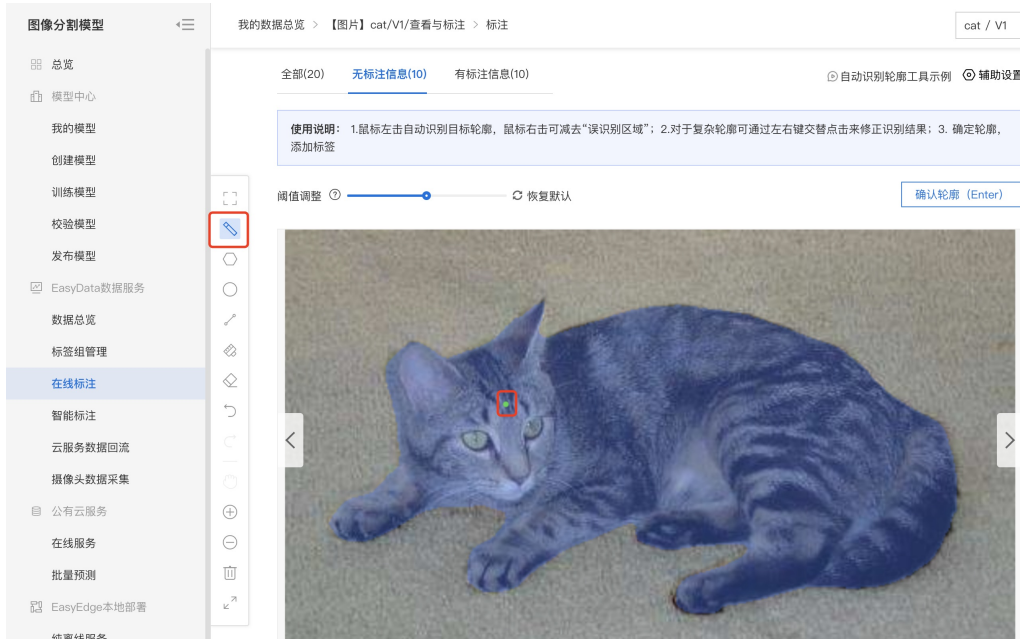 图像分割模型
我的数据总览 > 【图片】cat/V1/查看与标注 > 标注
cat / V1
总览
模型中心
我的模型
创建模型
训练模型
校验模型
发布模型
EasyData数据服务
数据总览
标签组管理
在线标注
智能标注
云服务数据回流
摄像头数据采集
公有云服务
在线服务
批量预测
EasyEdge本地部署
纯离线服务
全部(20)
无标注信息(10)
有标注信息(10)
自动识别轮廓工具示例
辅助设置
使用说明： 1.鼠标左击自动识别目标轮廓，鼠标右击可减去“误识别区域”；2.对于复杂轮廓可通过左右键交替点击来修正识别结果；3. 确定轮廓，
添加标签
阈值调整
恢复默认
确认轮廓（Enter）